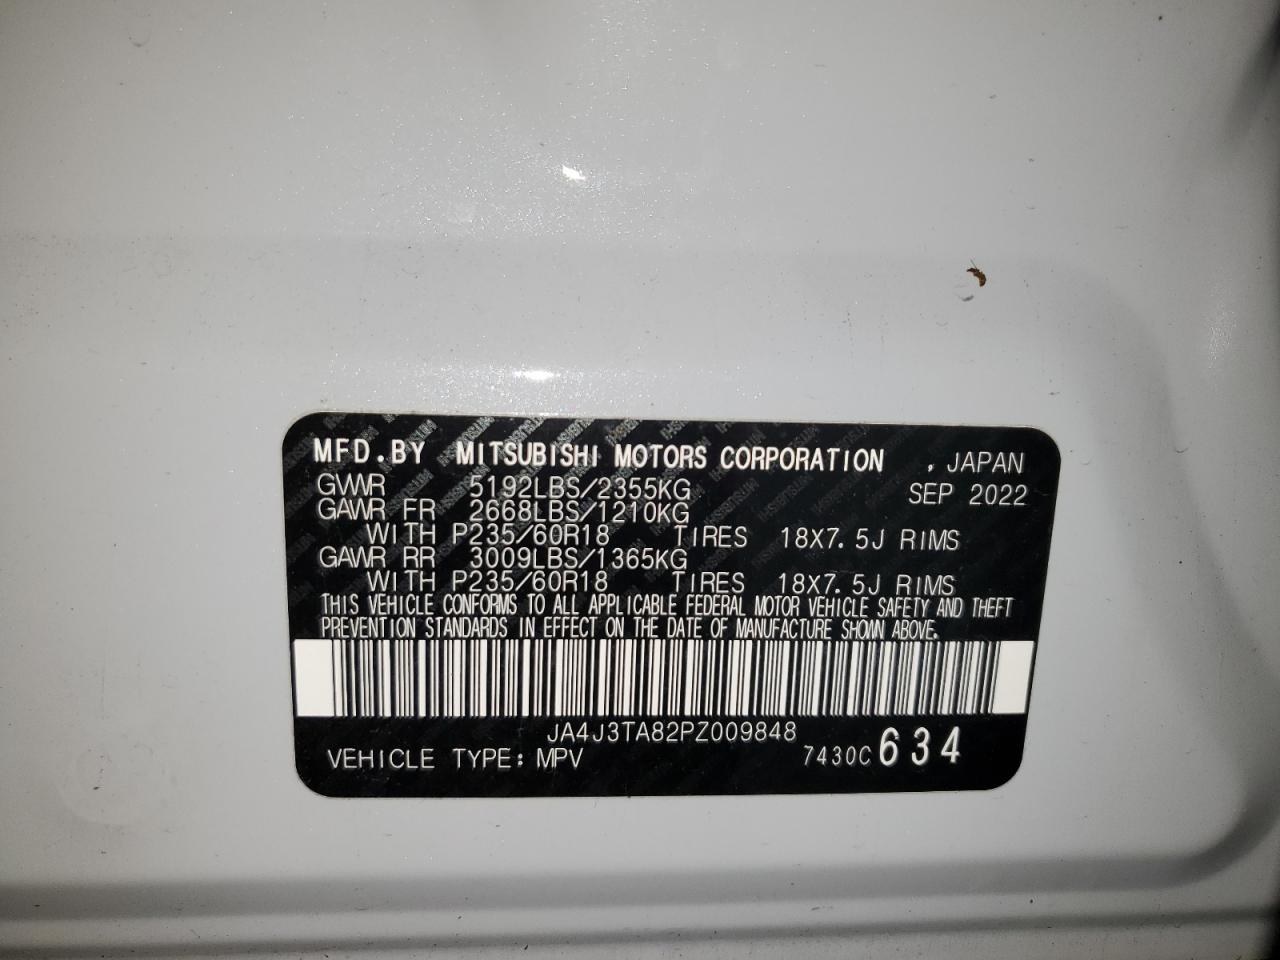 MFD.BY MITSUBISHI MOTORS CORPORATION , JAPAN
GVWR 5192LBS/2355KG SEP 2022
GAWR FR 2668LBS/1210KG
WITH P235/60R18 TIRES 18X7.5J RIMS
GAWR RR 3009LBS/1365KG
WITH P235/60R18 TIRES 18X7.5J RIMS
THIS VEHICLE CONFORMS TO ALL APPLICABLE FEDERAL MOTOR VEHICLE SAFETY AND THEFT
PREVENTION STANDARDS IN EFFECT ON THE DATE OF MANUFACTURE SHOWN ABOVE.
JA4J3TA82PZ009848
VEHICLE TYPE: MPV 7430C 634